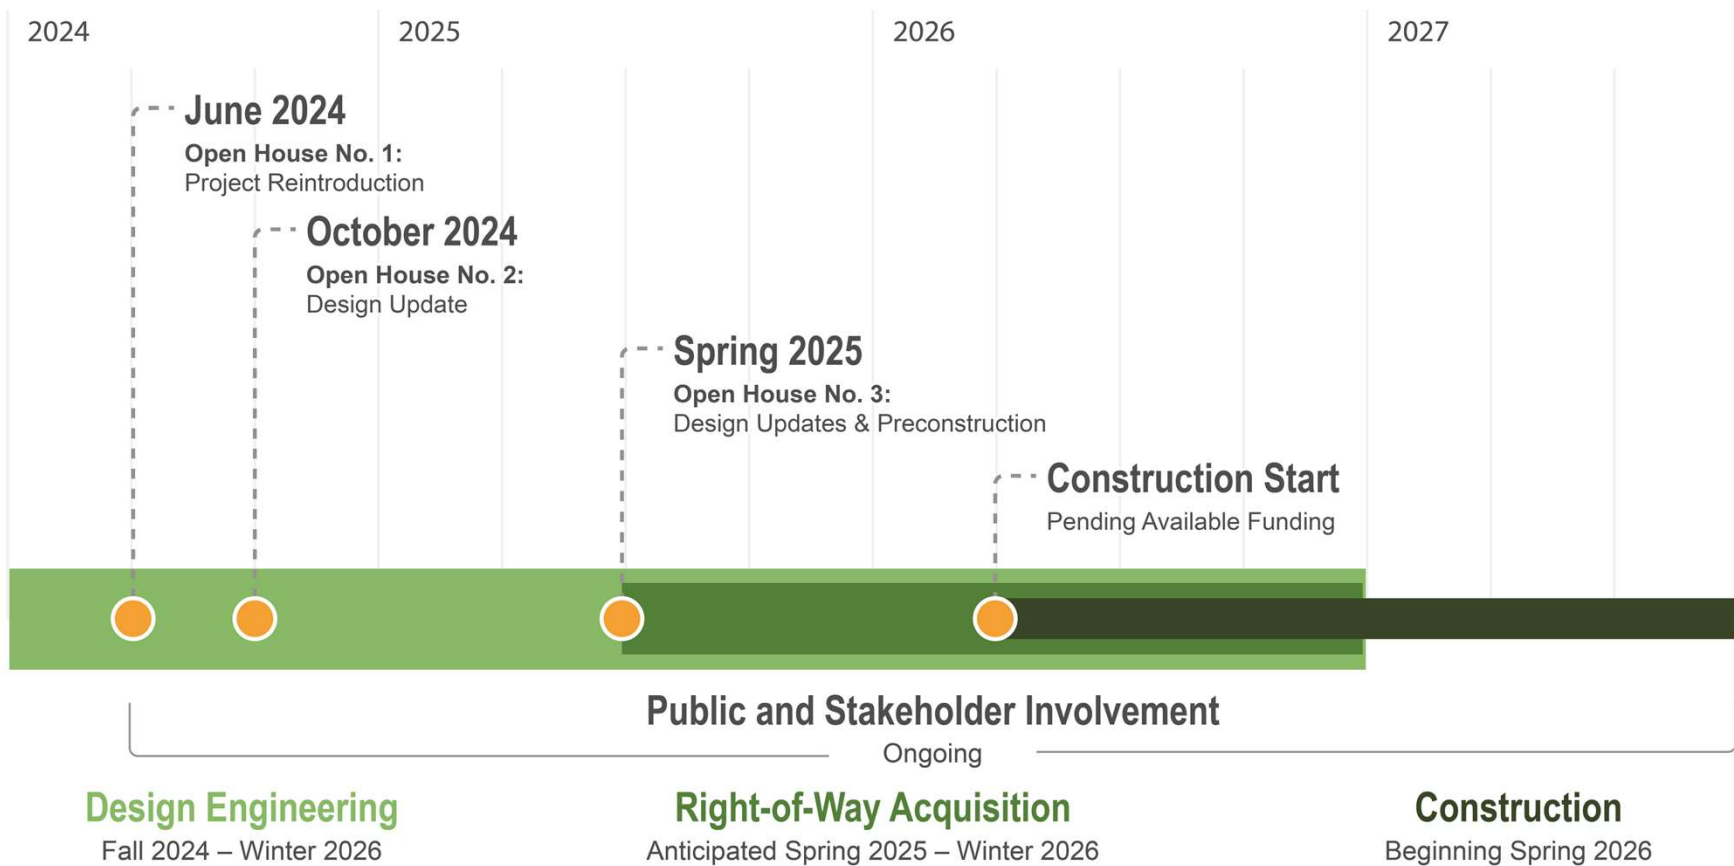 2024
2025
2026
2027
June 2024
Open House No. 1:
Project Reintroduction
October 2024
Open House No. 2:
Design Update
Spring 2025
Open House No. 3:
Design Updates & Preconstruction
Construction Start
Pending Available Funding
Public and Stakeholder Involvement
Ongoing
Design Engineering
Fall 2024 – Winter 2026
Right-of-Way Acquisition
Anticipated Spring 2025 – Winter 2026
Construction
Beginning Spring 2026